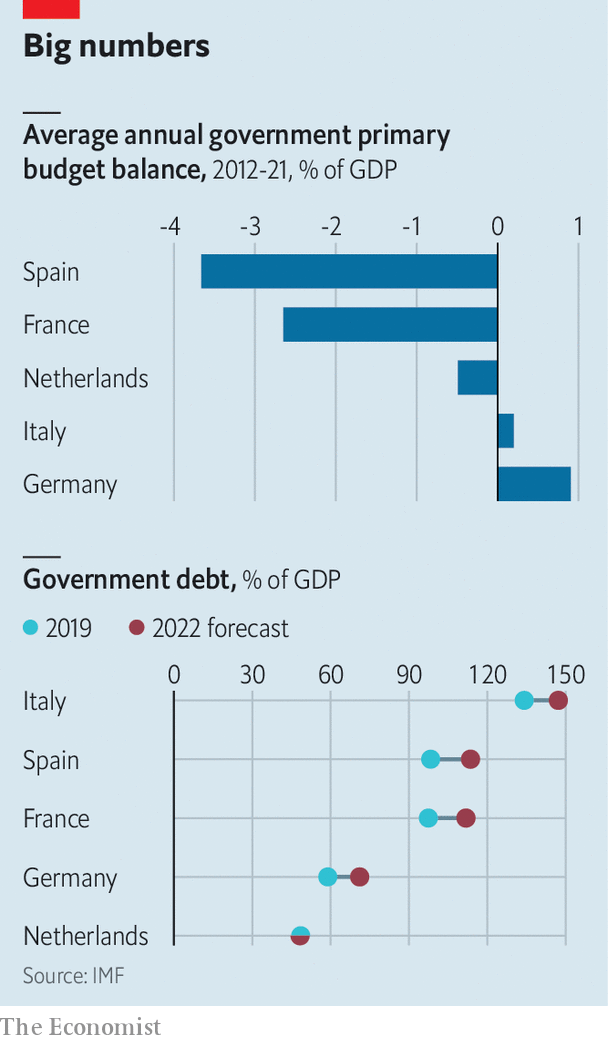 Big numbers
Average annual government primary
budget balance, 2012-21, % of GDP
-4 -3 -2 -1 0 1
Spain
France
Netherlands
Italy
Germany
Government debt, % of GDP
2019 2022 forecast
0 30 60 90 120 150
Italy
Spain
France
Germany
Netherlands
Source: IMF
The Economist